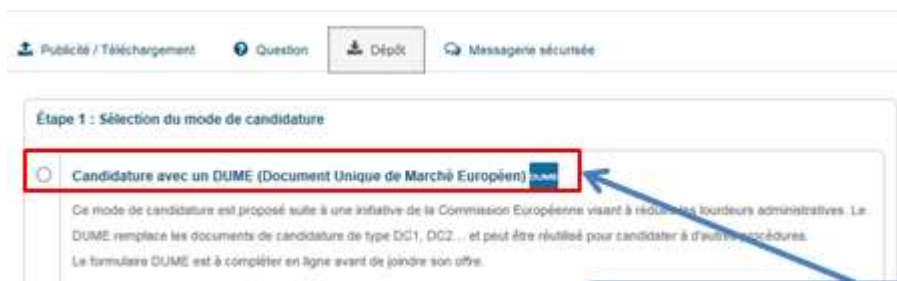 Publicité / Téléchargement Question Dépôt Messagerie sécurisée
Étape 1 : Sélection du mode de candidature
Candidature avec un DUME (Document Unique de Marché Européen) DUME
Ce mode de candidature est proposé suite à une initiative de la Commission Européenne visant à réduire les lourdeurs administratives. Le
DUME remplace les documents de candidature de type DC1, DC2... et peut être réutilisé pour candidater à d'autres procédures.
Le formulaire DUME est à compléter en ligne avant de joindre son offre.